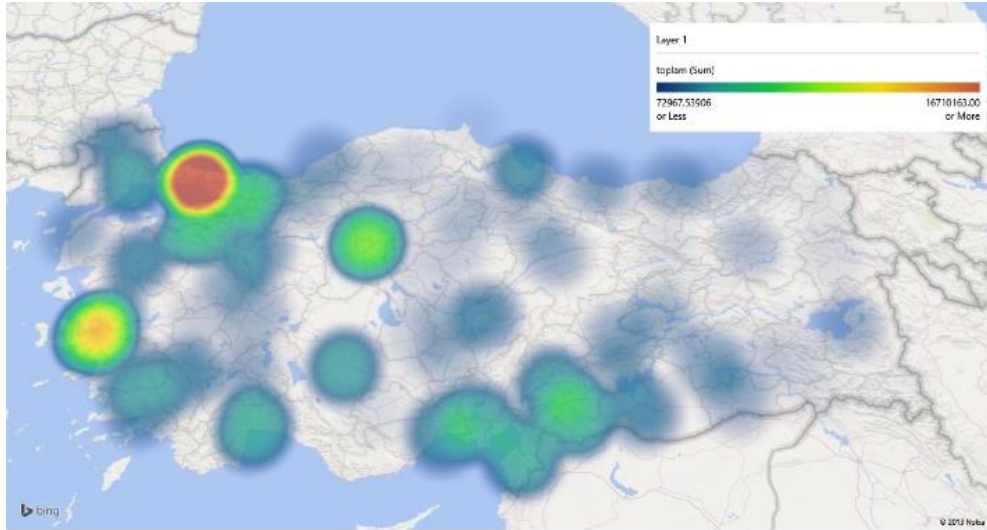 Layer 1
toplam (Sum)
72967.53906 16710163.00
or Less or More
bing
© 2013 Nokia